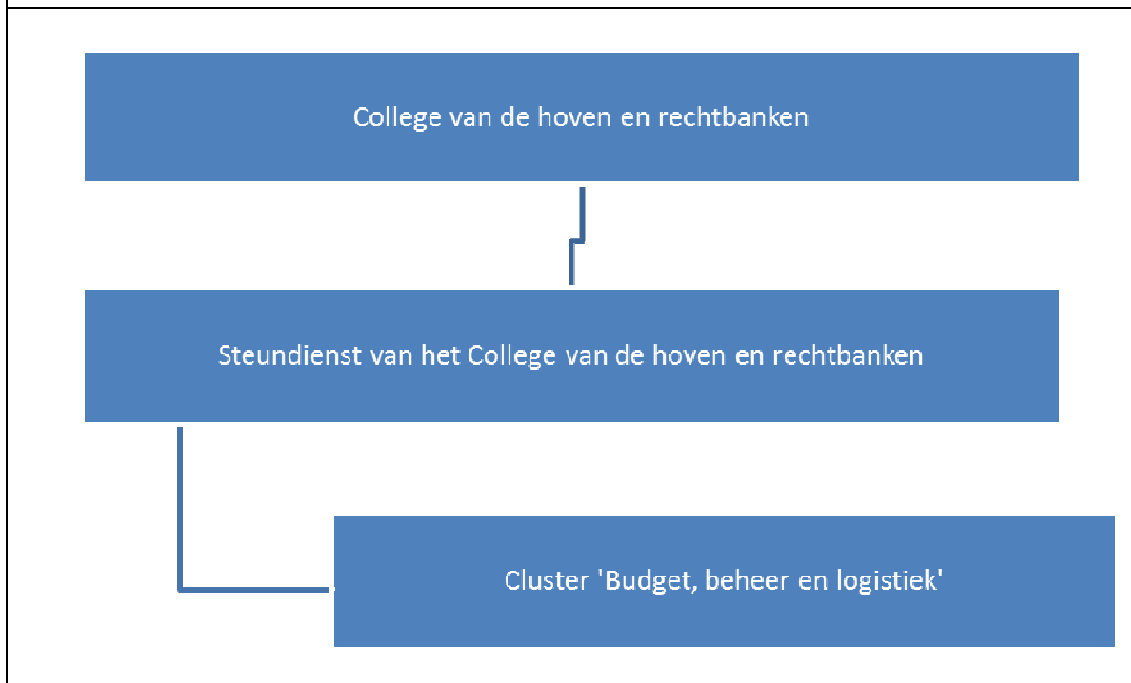 College van de hoven en rechtbanken
Steundienst van het College van de hoven en rechtbanken
Cluster 'Budget, beheer en logistiek'